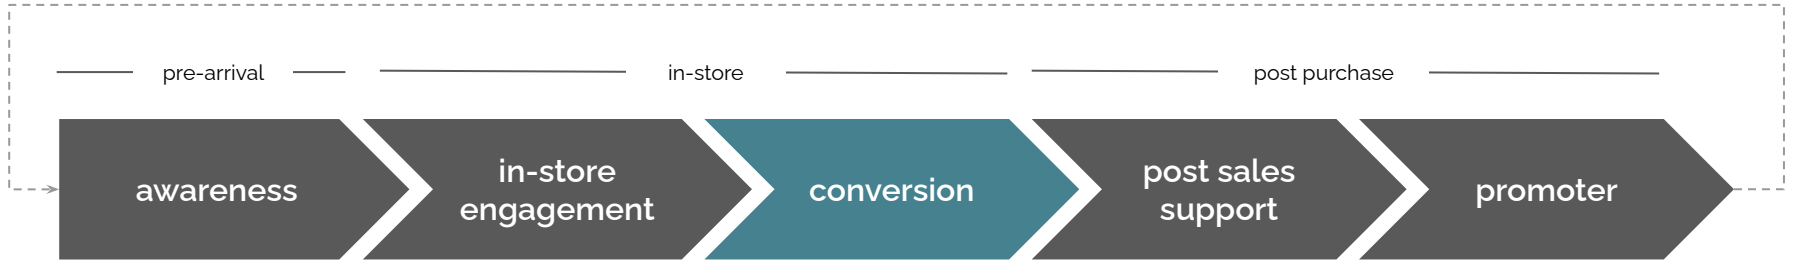 pre-arrival
in-store
post purchase
awareness
in-store
engagement
conversion
post sales
support
promoter